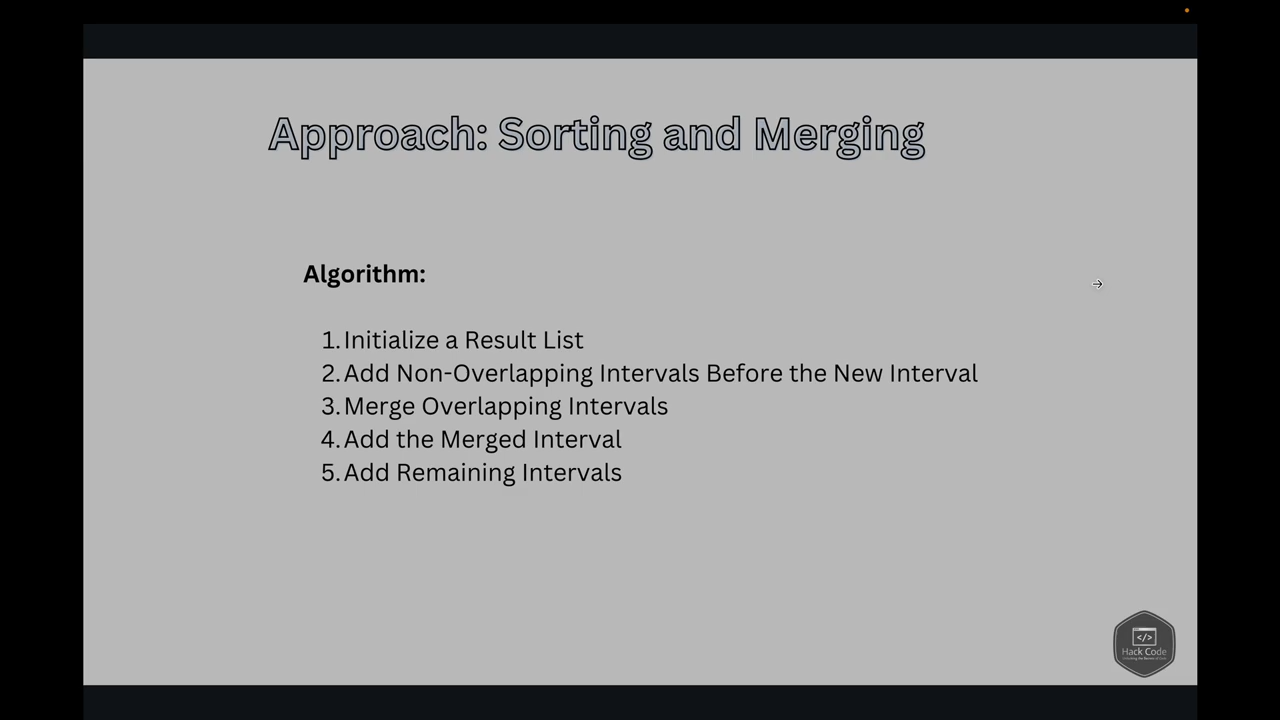 Approach: Sorting and Merging
Algorithm:
1. Initialize a Result List
2. Add Non-Overlapping Intervals Before the New Interval
3. Merge Overlapping Intervals
4. Add the Merged Interval
5. Add Remaining Intervals
</>
Hack Code